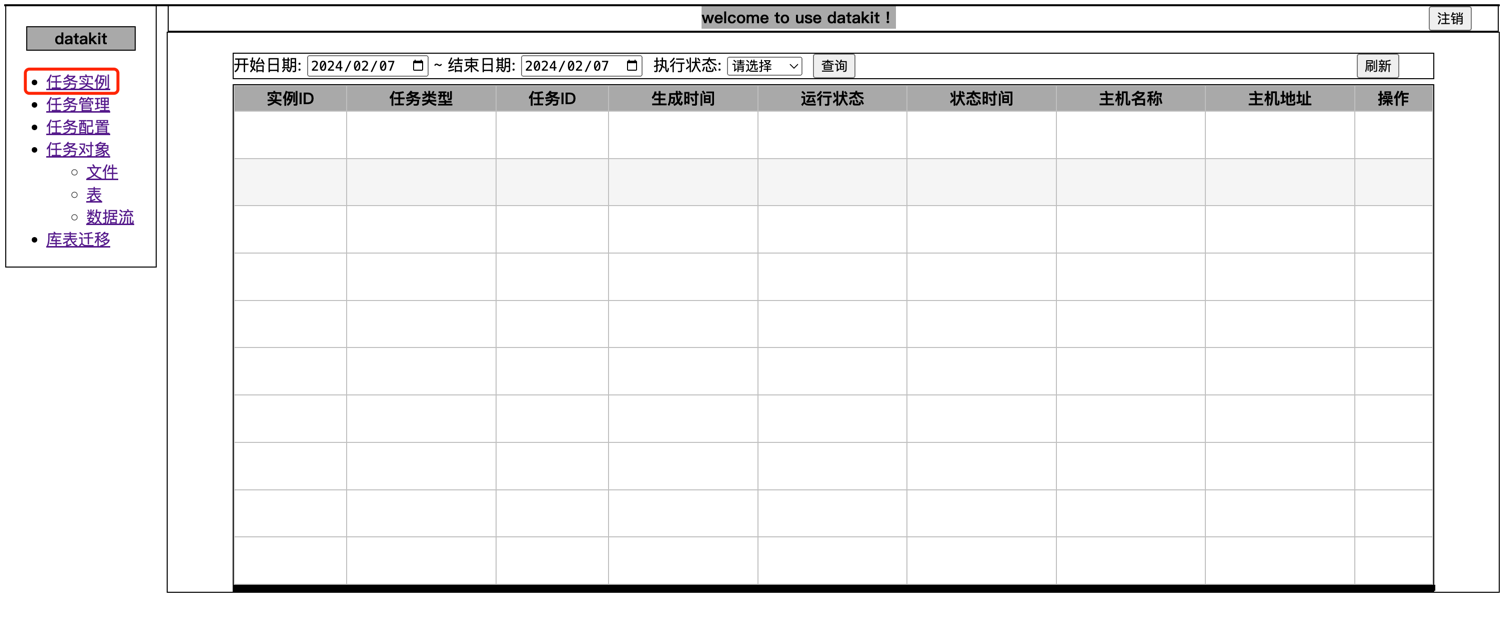 welcome to use datakit !
注销
datakit
任务实例
任务管理
任务配置
任务对象
文件
表
数据流
库表迁移
开始日期: 2024/02/07 ~ 结束日期: 2024/02/07 执行状态: 请选择 查询 刷新
实例ID 任务类型 任务ID 生成时间 运行状态 状态时间 主机名称 主机地址 操作